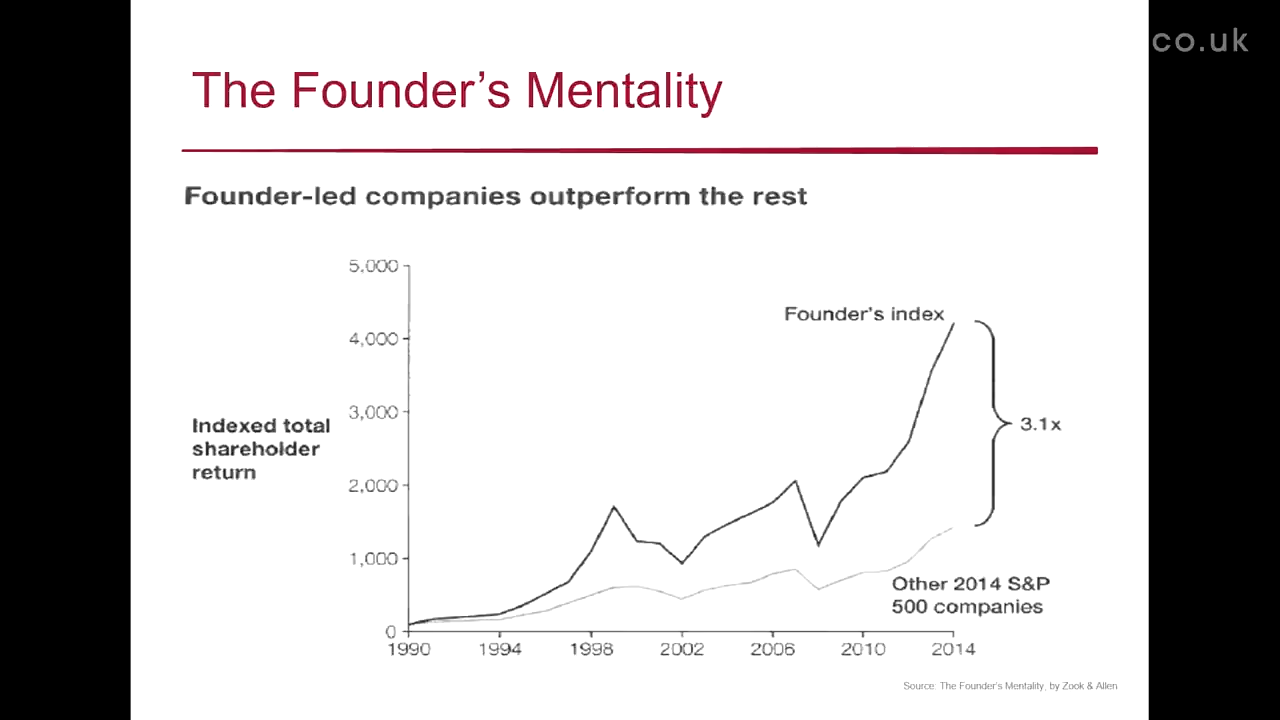 co.uk
The Founder's Mentality
Founder-led companies outperform the rest
5,000
Founder's index
4,000
3,000
Indexed total
shareholder
return
3.1x
2,000
1,000
Other 2014 S&P
500 companies
0
1990 1994 1998 2002 2006 2010 2014
Source: The Founder's Mentality, by Zook & Allen